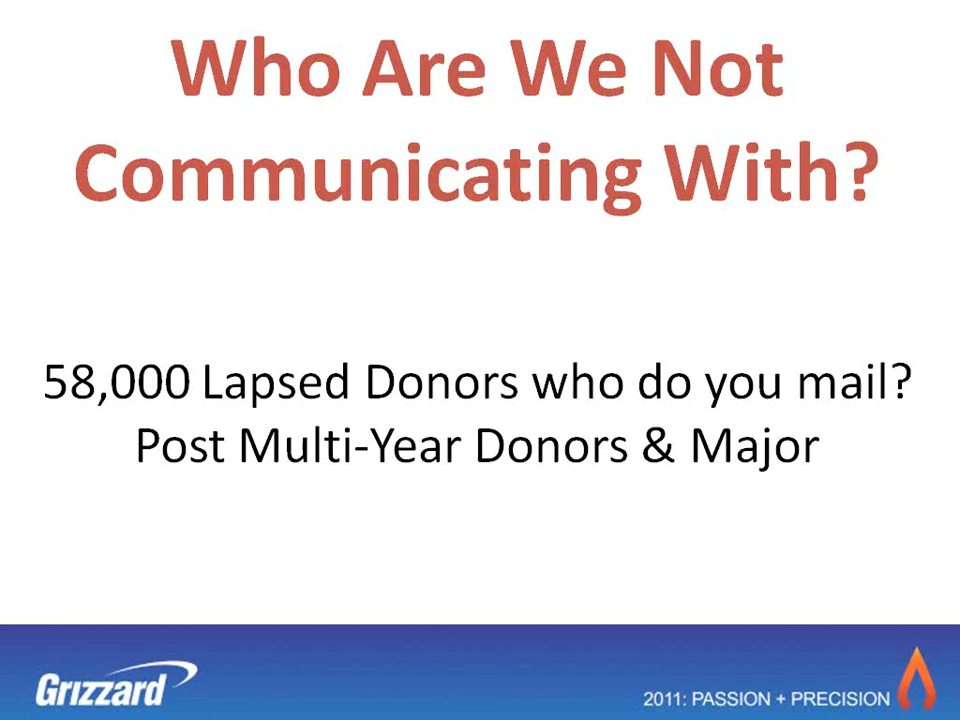 Who Are We Not
Communicating With?
58,000 Lapsed Donors who do you mail?
Post Multi-Year Donors & Major
Grizzard
2011: PASSION + PRECISION